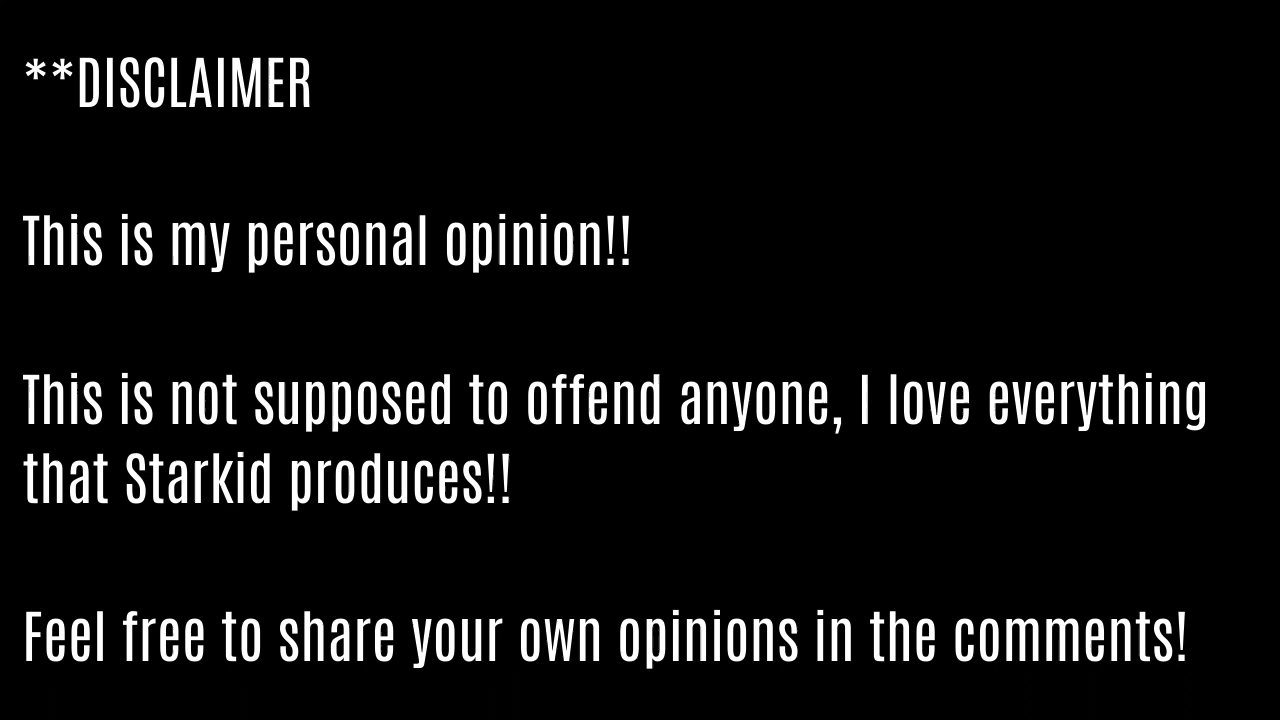 **DISCLAIMER
This is my personal opinion!!
This is not supposed to offend anyone, I love everything
that Starkid produces!!
Feel free to share your own opinions in the comments!